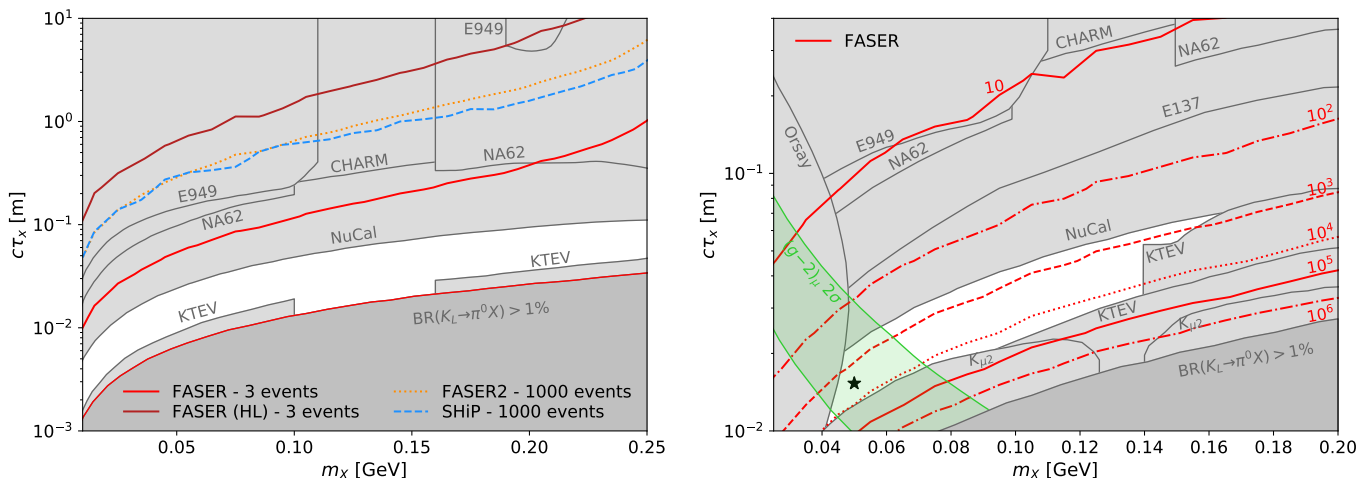 10¹
10⁰
10⁻¹
10⁻²
10⁻³
cτₓ [m]
E949
E949
CHARM
NA62
NA62
NuCal
KTEV
KTEV
BR(K_L→π⁰X) > 1%
FASER - 3 events
FASER (HL) - 3 events
FASER2 - 1000 events
SHiP - 1000 events
0.05 0.10 0.15 0.20 0.25
m_X [GeV]
10⁻¹
10⁻²
cτₓ [m]
FASER
CHARM
NA62
10
E137
10²
Orsay
E949
NA62
10³
NuCal
KTEV
10⁴
10⁵
(g−2)_μ 2σ
KTEV
K_μ2
10⁶
K_μ2
BR(K_L→π⁰X) > 1%
0.04 0.06 0.08 0.10 0.12 0.14 0.16 0.18 0.20
m_X [GeV]